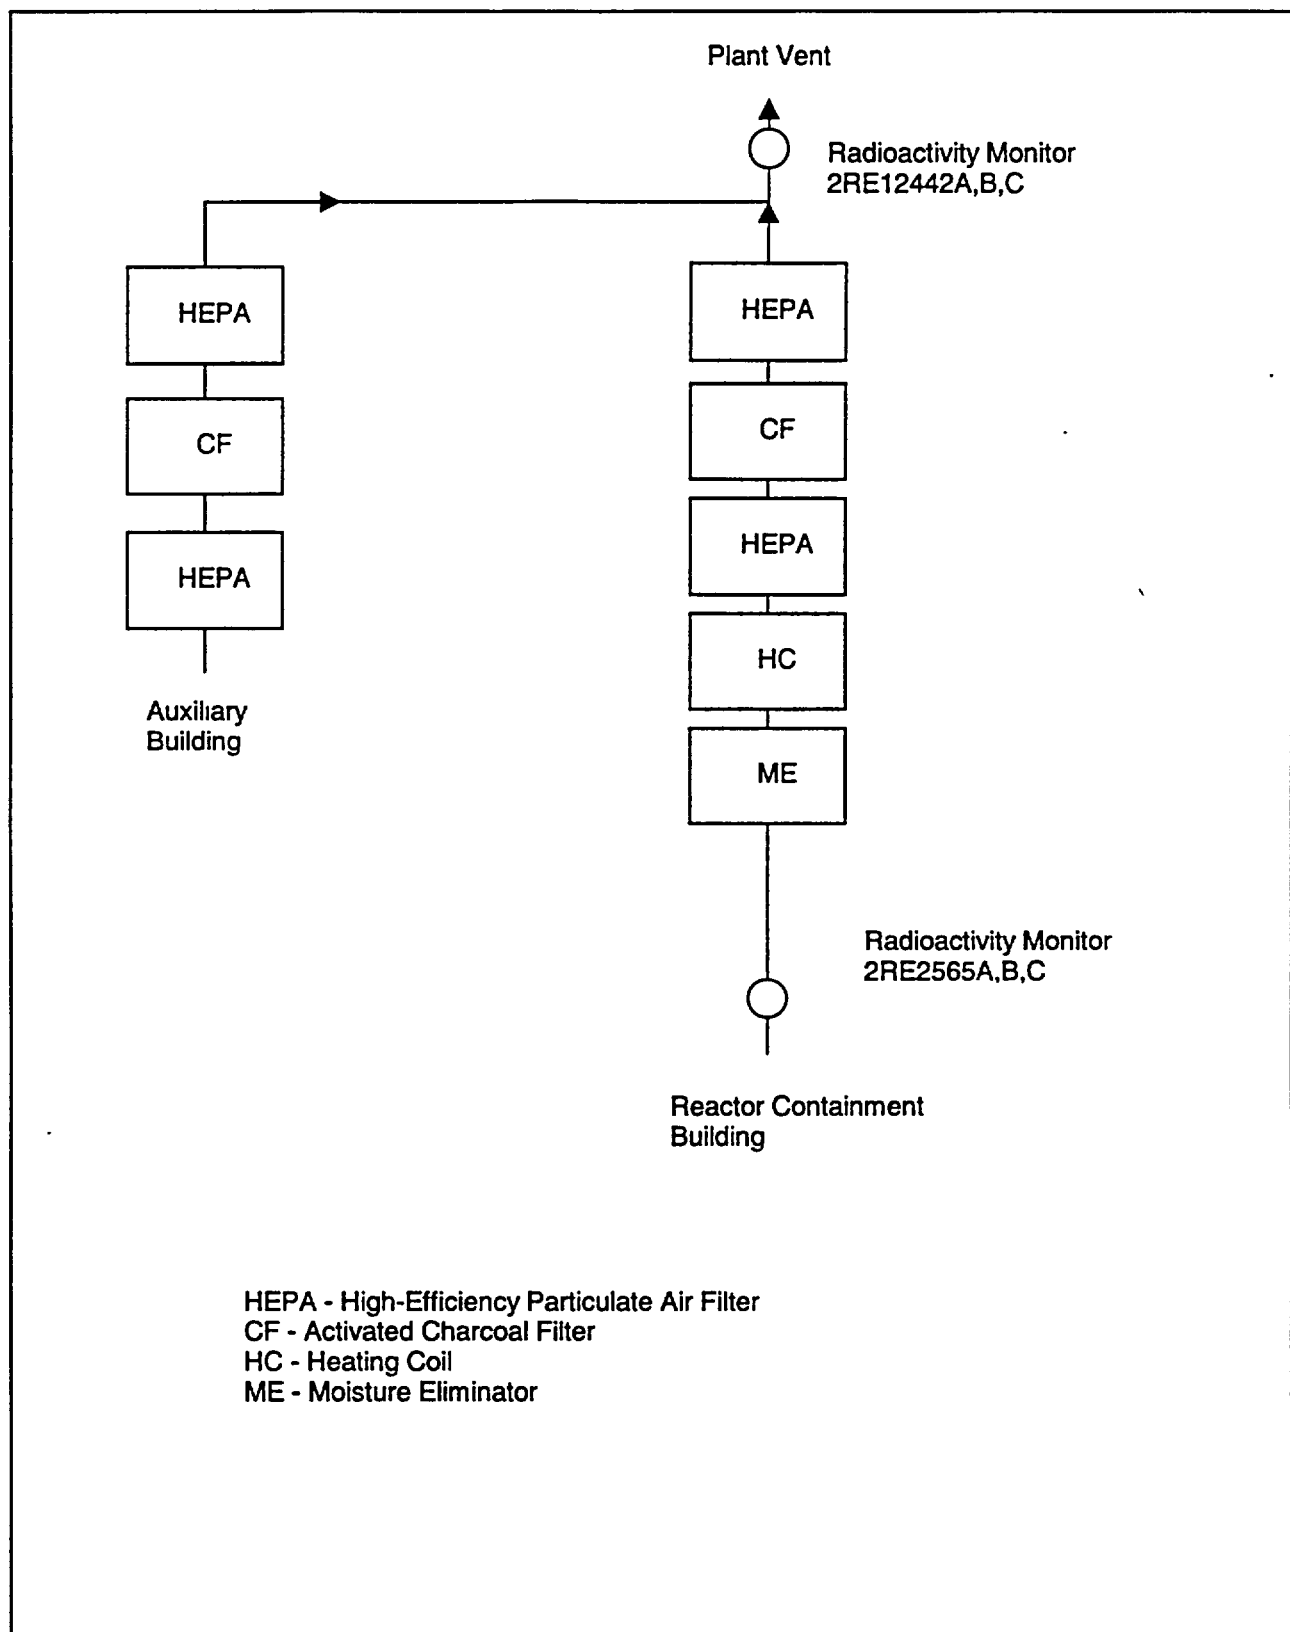 Plant Vent
Radioactivity Monitor
2RE12442A,B,C
HEPA
CF
HEPA
Auxiliary
Building
HEPA
CF
HEPA
HC
ME
Radioactivity Monitor
2RE2565A,B,C
Reactor Containment
Building
HEPA - High-Efficiency Particulate Air Filter
CF - Activated Charcoal Filter
HC - Heating Coil
ME - Moisture Eliminator